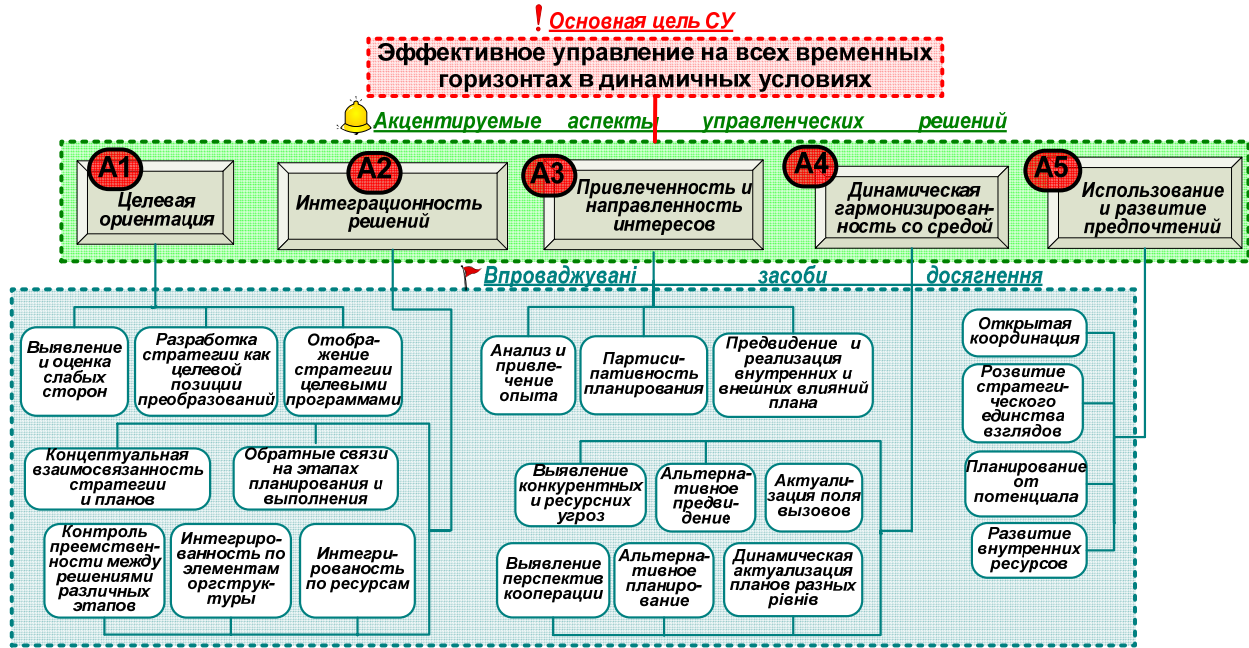 ! Основная цель СУ
Эффективное управление на всех временных
горизонтах в динамичных условиях
Акцентируемые аспекты управленческих решений
А1
Целевая
ориентация
А2
Интеграционность
решений
А3
Привлеченность и
направленность
интересов
А4
Динамическая
гармонизирован-
ность со средой
А5
Использование
и развитие
предпочтений
Впроваджувані засоби досягнення
Выявление
и оценка
слабых
сторон
Разработка
стратегии как
целевой
позиции
преобразований
Отобра-
жение
стратегии
целевыми
программами
Анализ и
привле-
чение
опыта
Партиси-
пативность
планирования
Предвидение и
реализация
внутренних и
внешних влияний
плана
Открытая
координация
Розвитие
стратеги-
ческого
единства
взглядов
Концептуальная
взаимосвязанность
стратегии
и планов
Обратные связи
на этапах
планирования и
выполнения
Выявление
конкурентных
и ресурсних
угроз
Альтерна-
тивное
предви-
дение
Актуали-
зация поля
вызовов
Планирование
от
потенциала
Контроль
преемствен-
ности между
решениями
различных
этапов
Интегриро-
ванность по
элементам
оргструк-
туры
Интегри-
рованость
по ресурсам
Выявление
перспектив
кооперации
Альтерна-
тивное
планиро-
вание
Динамическая
актуализация
планов разных
рівнів
Развитие
внутренних
ресурсов